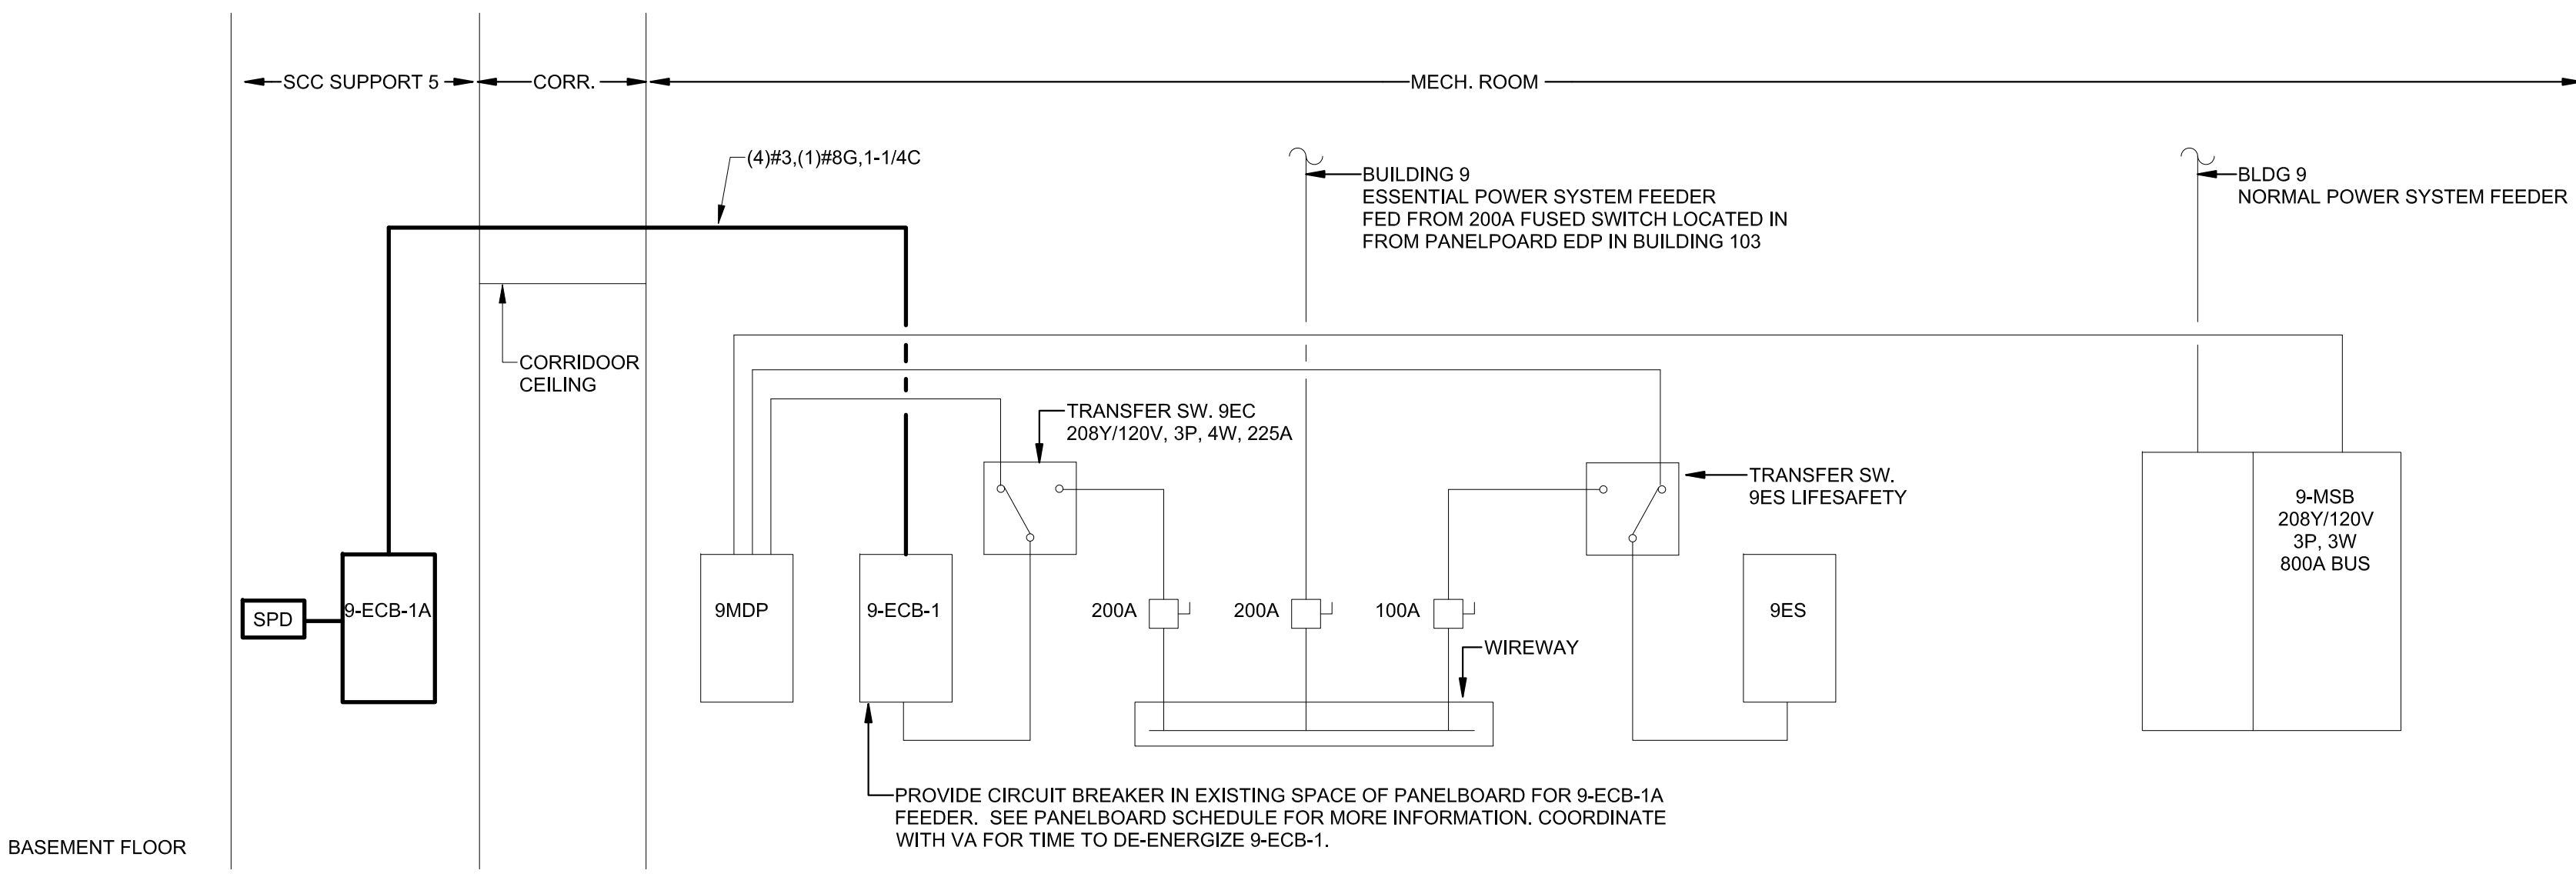 SCC SUPPORT 5
CORR.
MECH. ROOM
(4)#3,(1)#8G,1-1/4C
BUILDING 9
ESSENTIAL POWER SYSTEM FEEDER
FED FROM 200A FUSED SWITCH LOCATED IN
FROM PANELPOARD EDP IN BUILDING 103
BLDG 9
NORMAL POWER SYSTEM FEEDER
CORRIDOOR
CEILING
TRANSFER SW. 9EC
208Y/120V, 3P, 4W, 225A
TRANSFER SW.
9ES LIFESAFETY
9-MSB
208Y/120V
3P, 3W
800A BUS
SPD
9-ECB-1A
9MDP
9-ECB-1
200A
200A
100A
9ES
WIREWAY
PROVIDE CIRCUIT BREAKER IN EXISTING SPACE OF PANELBOARD FOR 9-ECB-1A
FEEDER. SEE PANELBOARD SCHEDULE FOR MORE INFORMATION. COORDINATE
WITH VA FOR TIME TO DE-ENERGIZE 9-ECB-1.
BASEMENT FLOOR